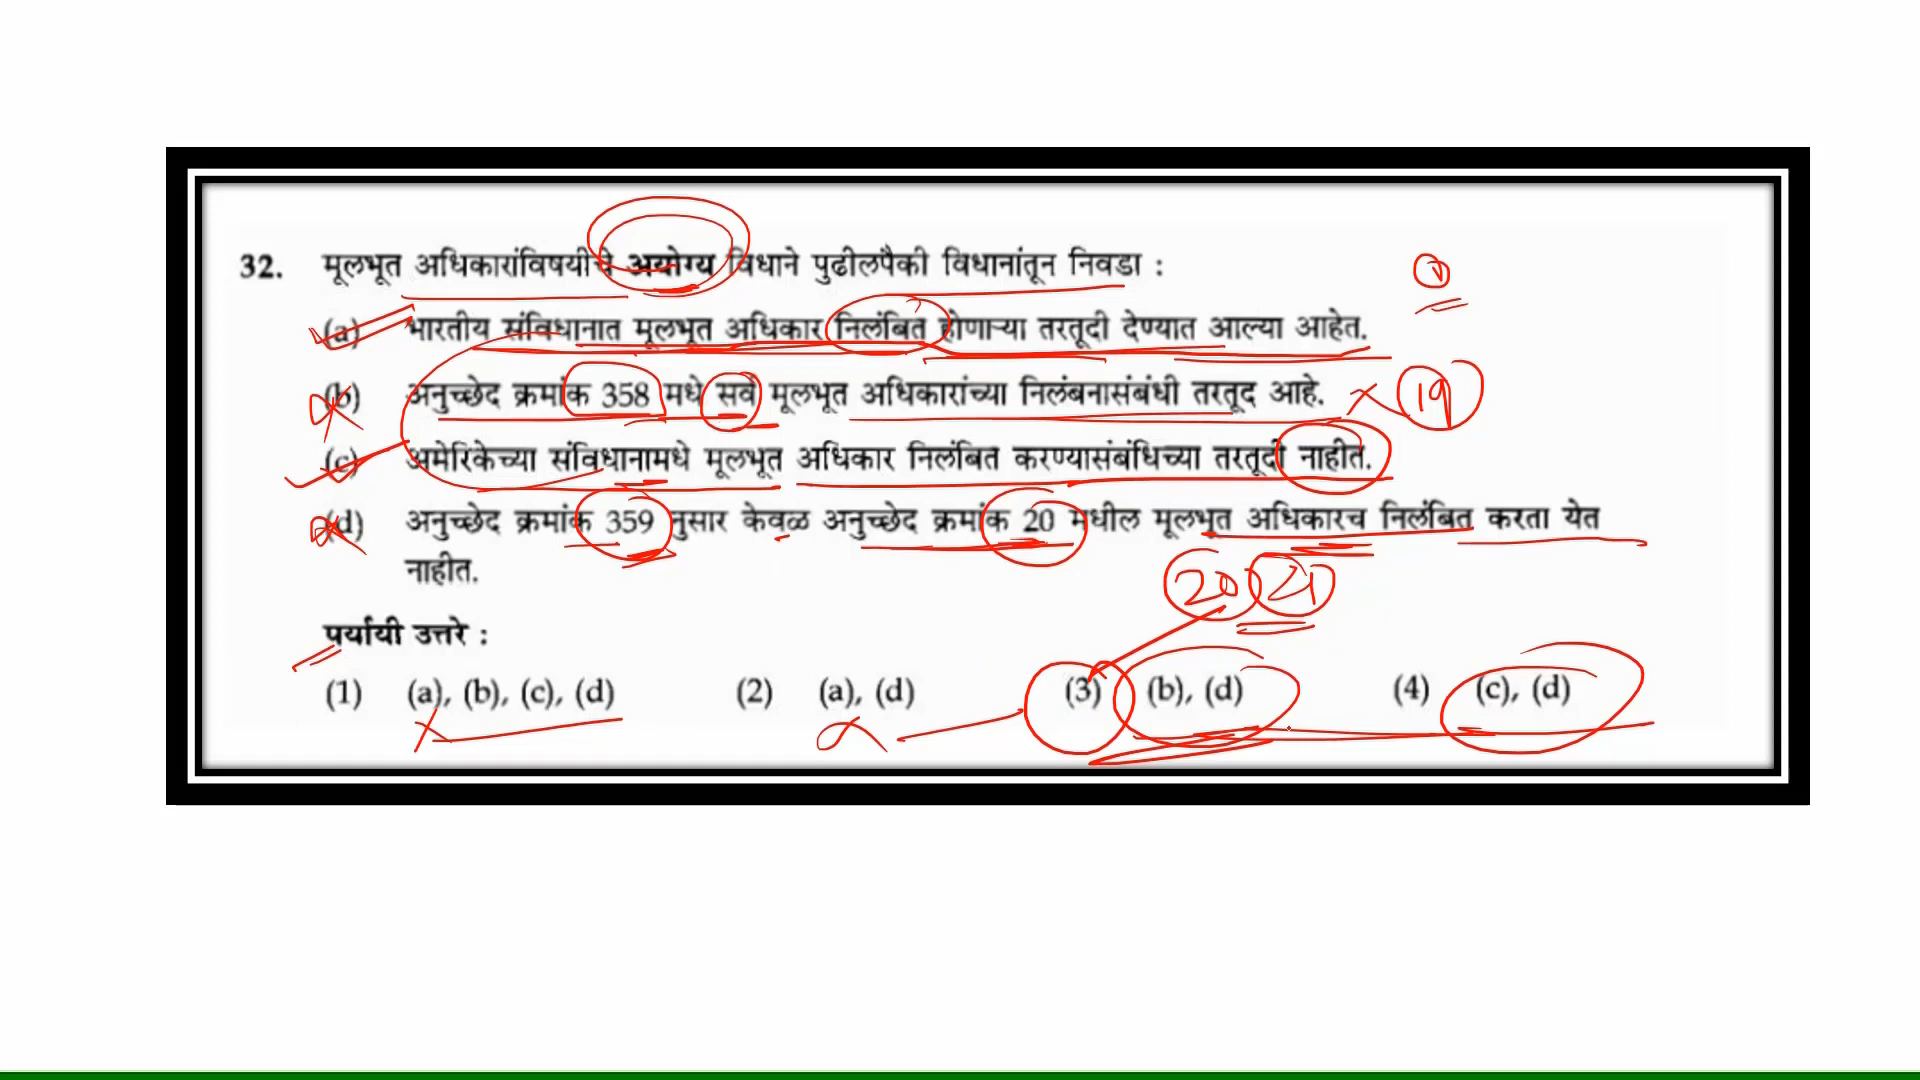 32. मूलभूत अधिकारांविषयीचे अयोग्य विधाने पुढीलपैकी विधानांतून निवडा :
(a) भारतीय संविधानात मूलभूत अधिकार निलंबित होणाऱ्या तरतूदी देण्यात आल्या आहेत.
(b) अनुच्छेद क्रमांक 358 मधे सर्व मूलभूत अधिकारांच्या निलंबनासंबंधी तरतूद आहे. 19
(c) अमेरिकेच्या संविधानामधे मूलभूत अधिकार निलंबित करण्यासंबंधिच्या तरतूदी नाहीत.
(d) अनुच्छेद क्रमांक 359 नुसार केवळ अनुच्छेद क्रमांक 20 मधील मूलभूत अधिकारच निलंबित करता येत
नाहीत.
20 21
पर्यायी उत्तरे :
(1) (a), (b), (c), (d) (2) (a), (d) (3) (b), (d) (4) (c), (d)